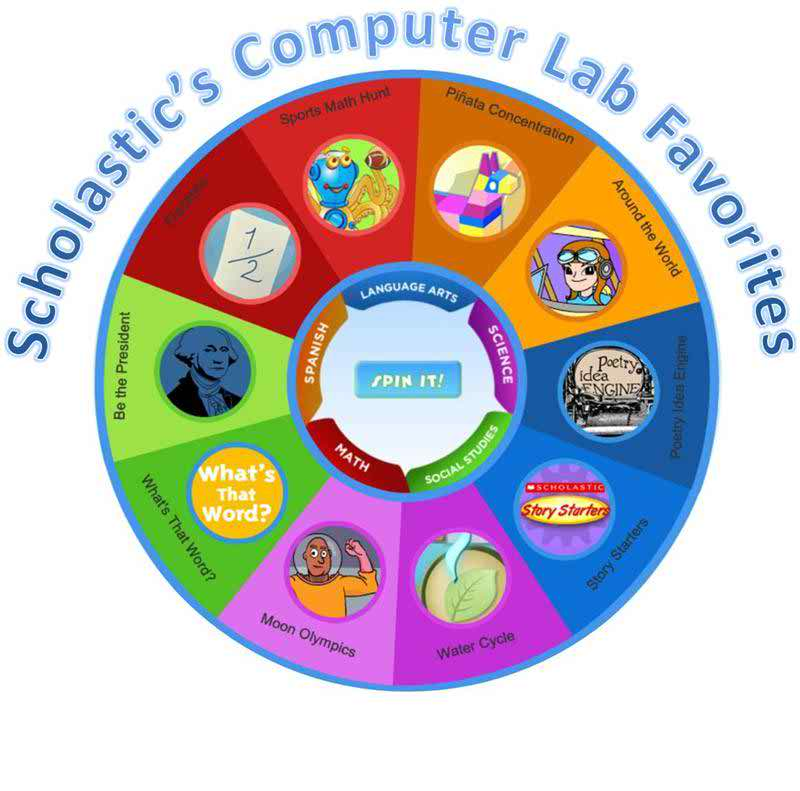 Scholastic's Computer Lab Favorites
Sports Math Hunt
Piñata Concentration
Around the World
Poetry Idea Engine
Poetry
idea
ENGINE
SCHOLASTIC
Story Starters
Story Starters
Water Cycle
Moon Olympics
What's That Word?
What's
That
Word?
Be the President
1/2
LANGUAGE ARTS
SCIENCE
SOCIAL STUDIES
MATH
SPANISH
SPIN IT!